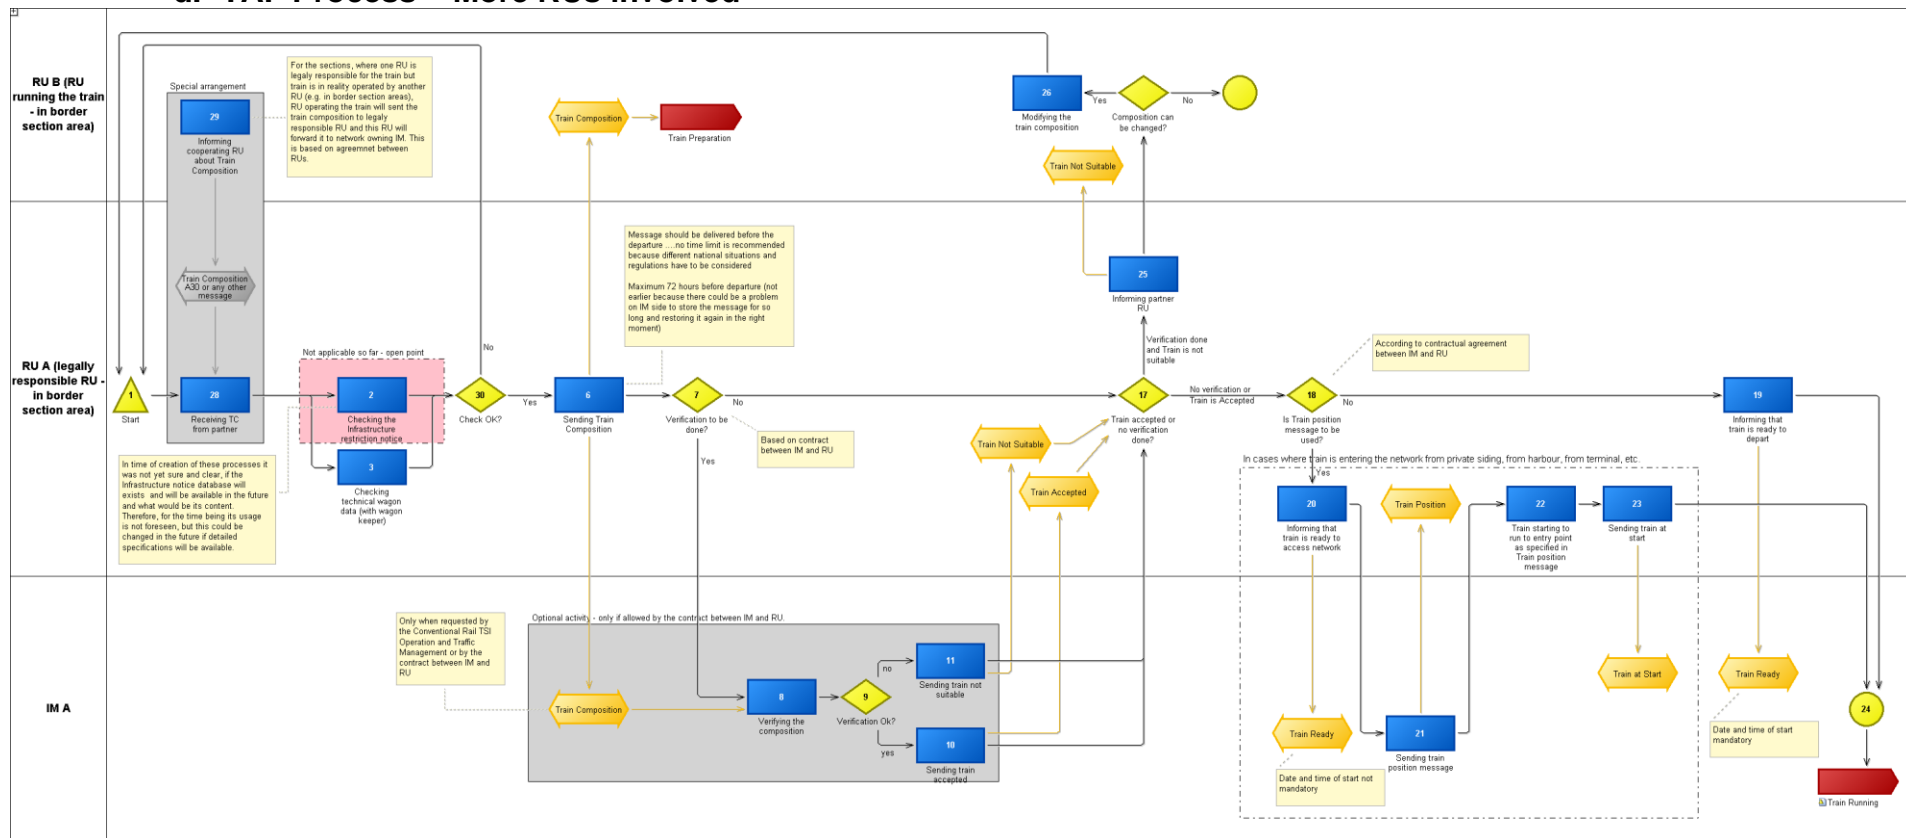 RU B (RU
running the train
- in border
section area)
Special arrangement
29
Informing
cooperating RU
about Train
Composition
For the sections, where one RU is
legaly responsible for the train but
train is in reality operated by another
RU (e.g. in border section areas),
RU operating the train will sent the
train composition to legaly
responsible RU and this RU will
forward it to network owning IM. This
is based on agreemnet between
RUs.
Train Composition
Train Preparation
26
Modifying the
train composition
Yes
Composition can
be changed?
No
Train Not Suitable
RU A (legally
responsible RU -
in border
section area)
Train Composition
A30 or any other
message
1
Start
28
Receiving TC
from partner
Not applicable so far - open point
2
Checking the
Infrastructure
restriction notice
3
Checking
technical wagon
data (with wagon
keeper)
In time of creation of these processes it
was not yet sure and clear, if the
Infrastructure notice database will
exists and will be available in the future
and what would be its content.
Therefore, for the time being its usage
is not foreseen, but this could be
changed in the future if detailed
specifications will be available.
No
30
Check OK?
Yes
6
Sending Train
Composition
Message should be delivered before the
departure ....no time limit is recommended
because different national situations and
regulations have to be considered
Maximum 72 hours before departure (not
earlier because there could be a problem
on IM side to store the message for so
long and restoring it again in the right
moment)
7
Verification to be
done?
No
Yes
Based on contract
between IM and RU
25
Informing partner
RU
Verification done
and Train is not
suitable
17
Train accepted or
no verification
done?
Train Not Suitable
Train Accepted
No verification or
Train is Accepted
18
Is Train position
message to be
used?
No
Yes
According to contractual agreement
between IM and RU
19
Informing that
train is ready to
depart
In cases where train is entering the network from private siding, from harbour, from terminal, etc.
20
Informing that
train is ready to
access network
Train Position
22
Train starting to
run to entry point
as specified in
Train position
message
23
Sending train at
start
IM A
Only when requested by
the Conventional Rail TSI
Operation and Traffic
Management or by the
contract between IM and
RU
Optional activity - only if allowed by the contract between IM and RU.
Train Composition
8
Verifying the
composition
9
Verification Ok?
no
yes
11
Sending train not
suitable
10
Sending train
accepted
Train Ready
Date and time of start not
mandatory
21
Sending train
position message
Train at Start
Train Ready
Date and time of start
mandatory
24
Train Running